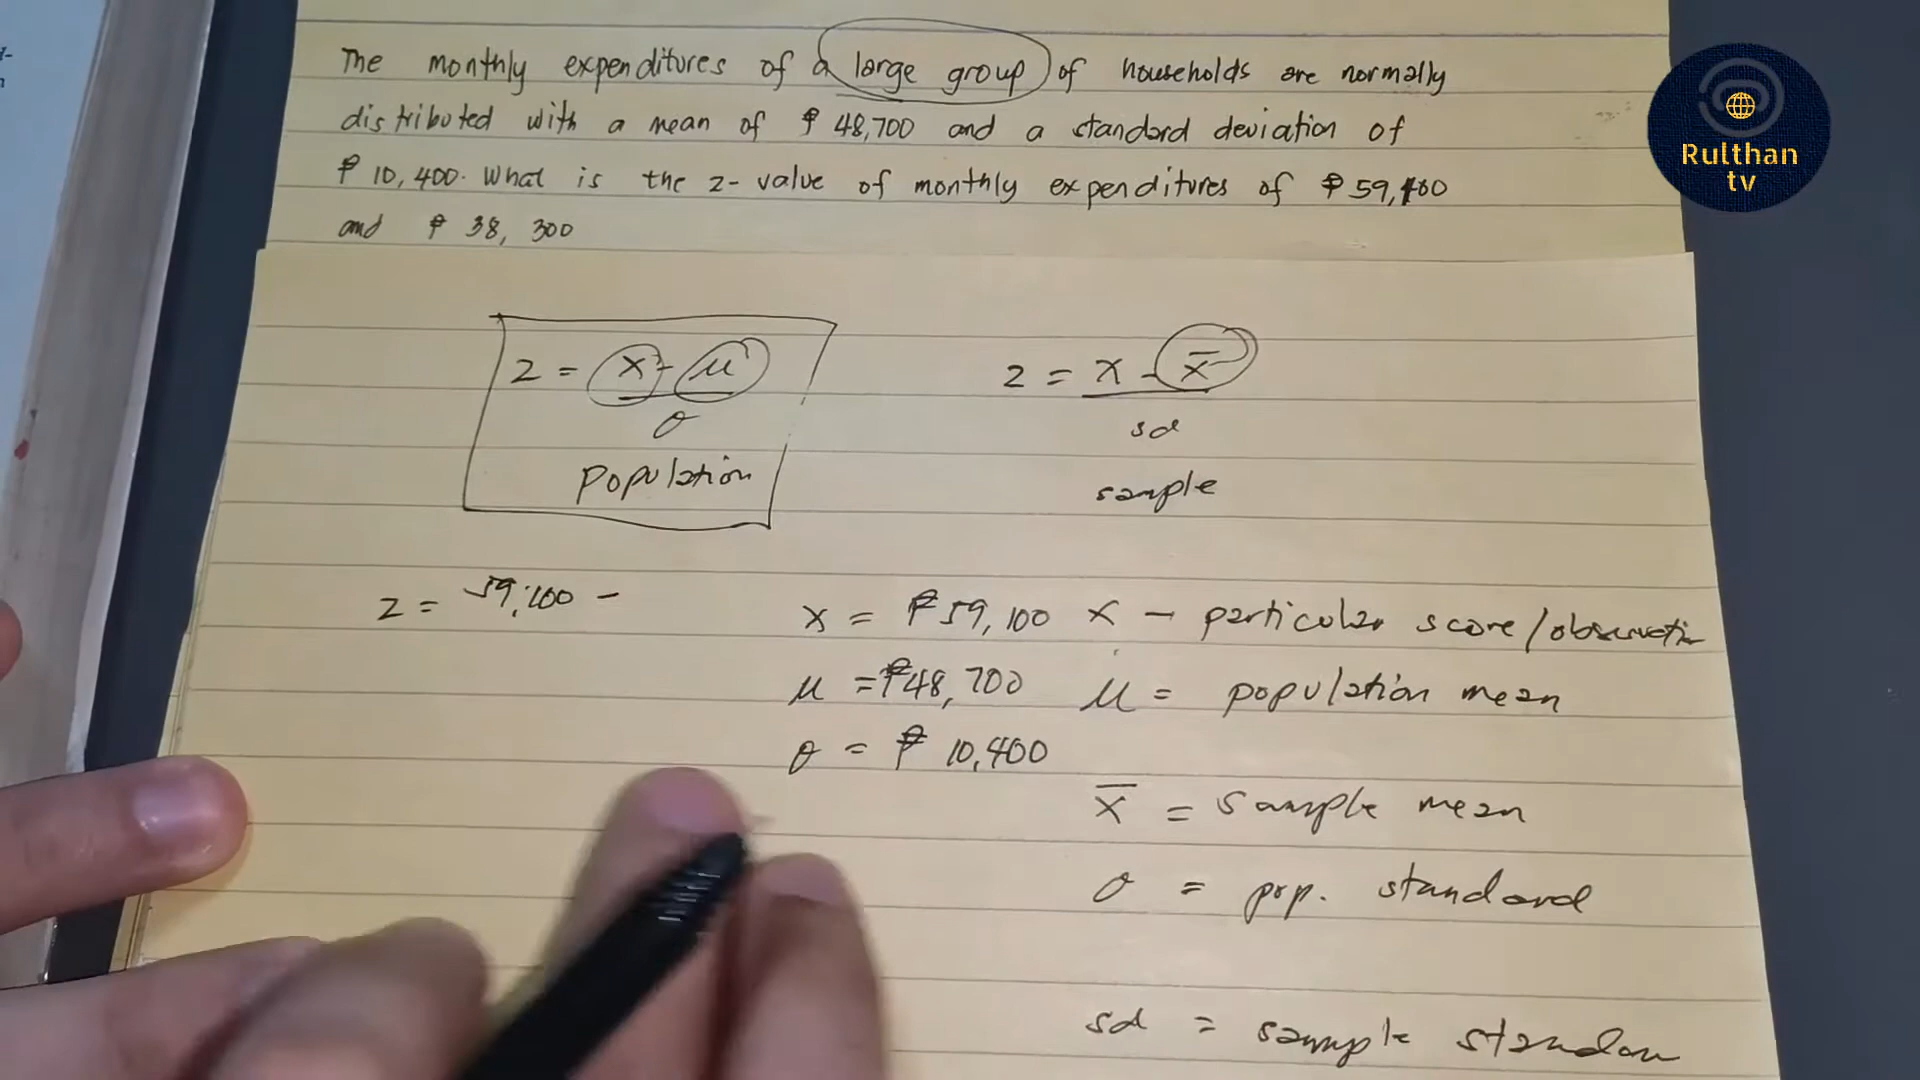 The monthly expenditures of a large group of households are normally
distributed with a mean of ₱ 48,700 and a standard deviation of
₱ 10,400. What is the z-value of monthly expenditures of ₱ 59,100
and ₱ 38, 300
Rulthan
tv
z = x - μ
σ
population
z = x - x̄
sd
sample
z = 59,100 -
x = ₱59,100
μ = ₱48,700
σ = ₱ 10,400
x – particular score/observatin
μ = population mean
x̄ = sample mean
σ = pop. standard
sd = sample standar